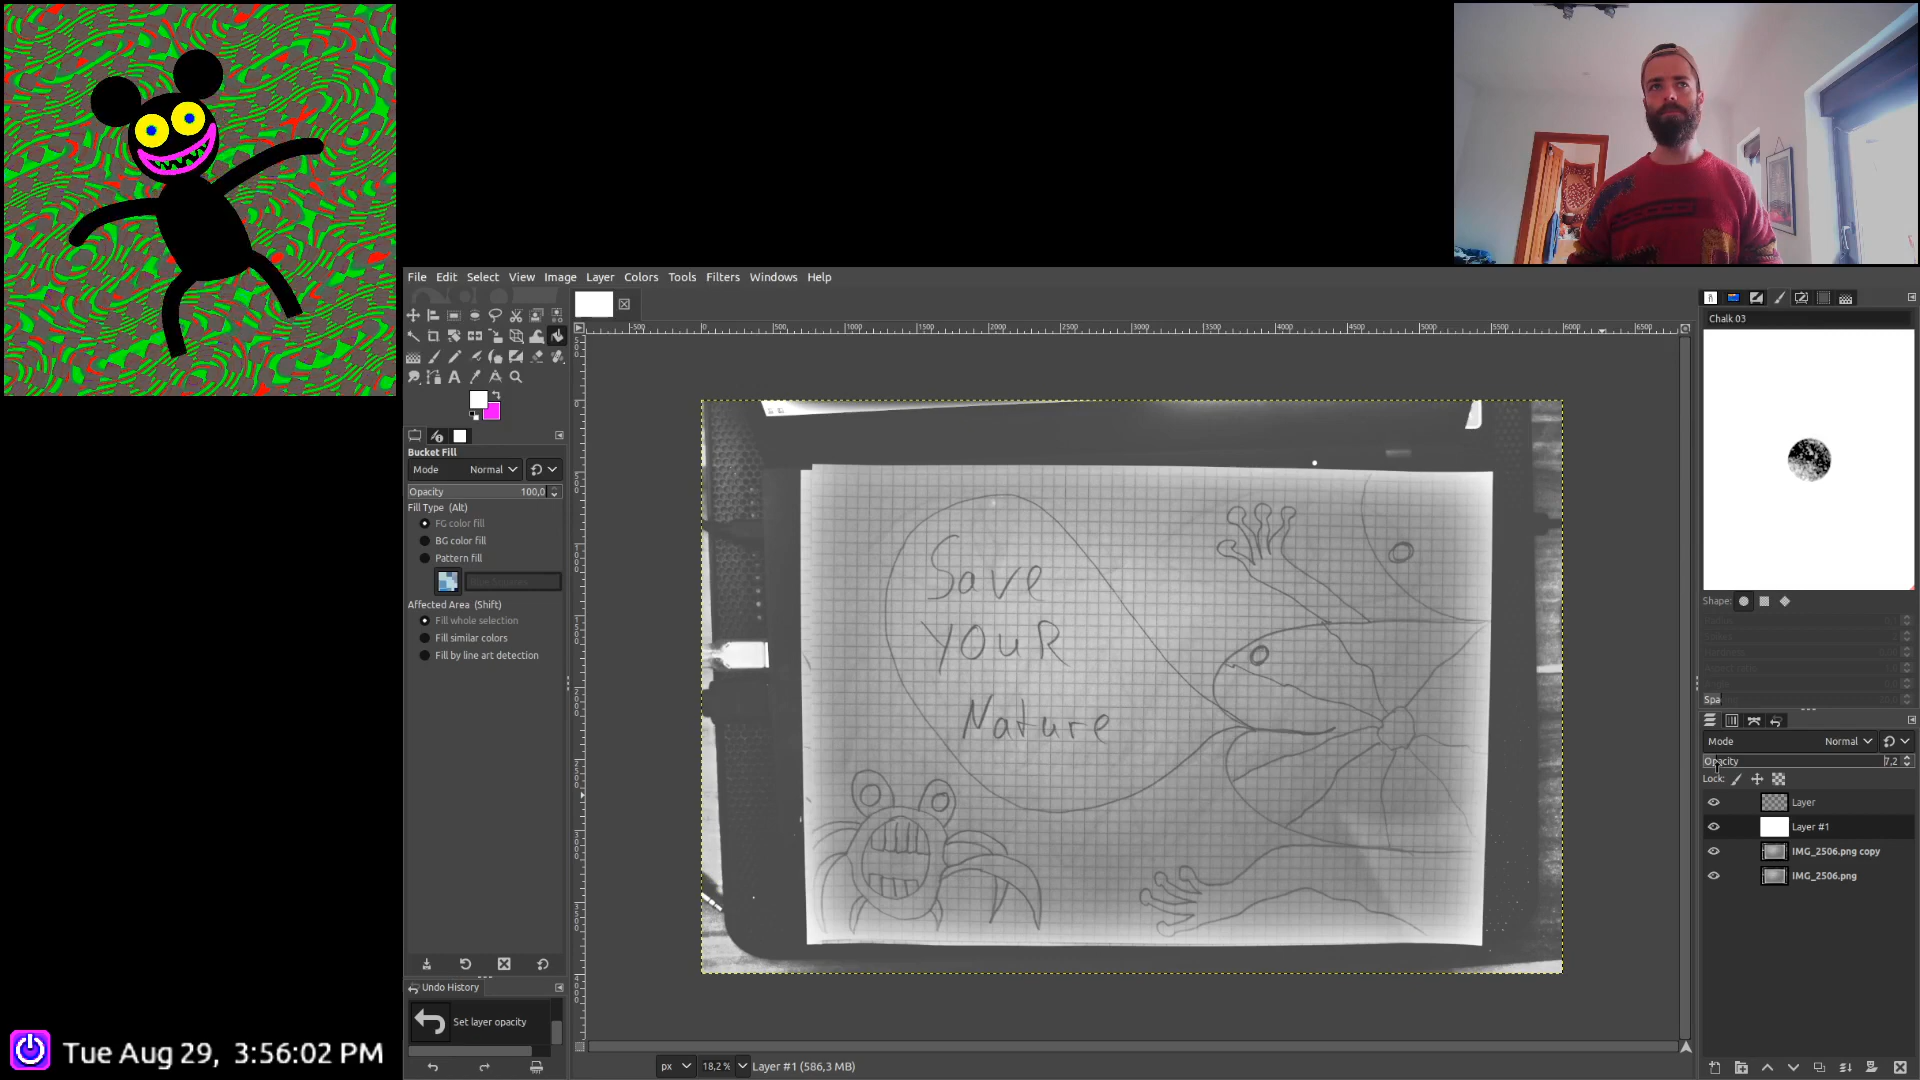 File Edit Select View Image Layer Colors Tools Filters Windows Help
Chalk 03
Bucket Fill
Mode Normal
Opacity 100,0
Fill Type (Alt)
FG color fill
BG color fill
Pattern fill
Affected Area (Shift)
Fill whole selection
Fill similar colors
Fill by line art detection
Save
YOUR
Nature
Shape:
Spa
Mode Normal
Opacity 7,2
Lock:
Layer
Layer #1
IMG_2506.png copy
IMG_2506.png
Undo History
Set layer opacity
px 18,2% Layer #1 (586,3 MB)
Tue Aug 29, 3:56:02 PM